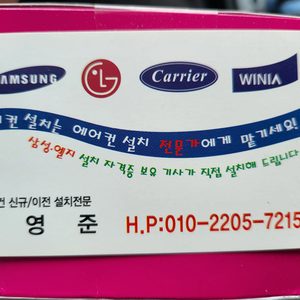 SAMSUNG LG Carrier WINIA
어컨 설치는 에어컨 설치 전문가에게 맡기세요!
삼성·엘지 설치 자격증 보유 기사가 직접 설치해 드립니다
컨 신규/이전 설치전문
영 준 H.P:010-2205-7215